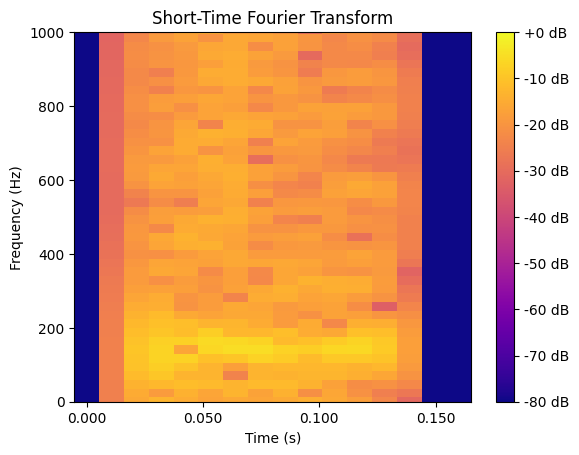 Short-Time Fourier Transform
1000
800
600
400
200
0
Frequency (Hz)
0.000
0.050
0.100
0.150
Time (s)
+0 dB
-10 dB
-20 dB
-30 dB
-40 dB
-50 dB
-60 dB
-70 dB
-80 dB